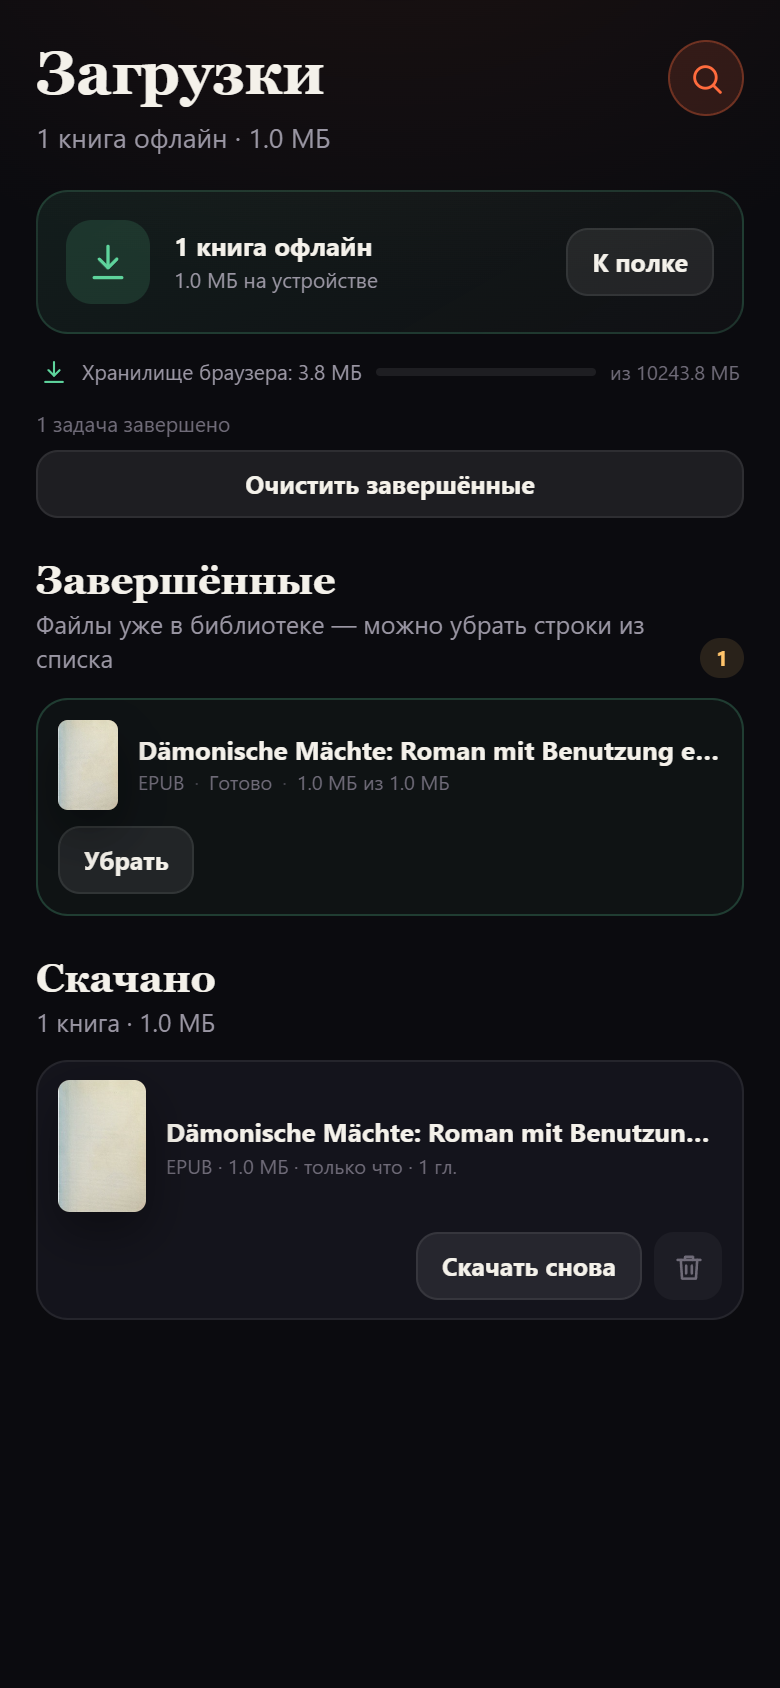 Загрузки
1 книга офлайн · 1.0 МБ
1 книга офлайн
1.0 МБ на устройстве
К полке
Хранилище браузера: 3.8 МБ
из 10243.8 МБ
1 задача завершено
Очистить завершённые
Завершённые
Файлы уже в библиотеке — можно убрать строки из
списка
1
Dämonische Mächte: Roman mit Benutzung e...
EPUB · Готово · 1.0 МБ из 1.0 МБ
Убрать
Скачано
1 книга · 1.0 МБ
Dämonische Mächte: Roman mit Benutzun...
EPUB · 1.0 МБ · только что · 1 гл.
Скачать снова